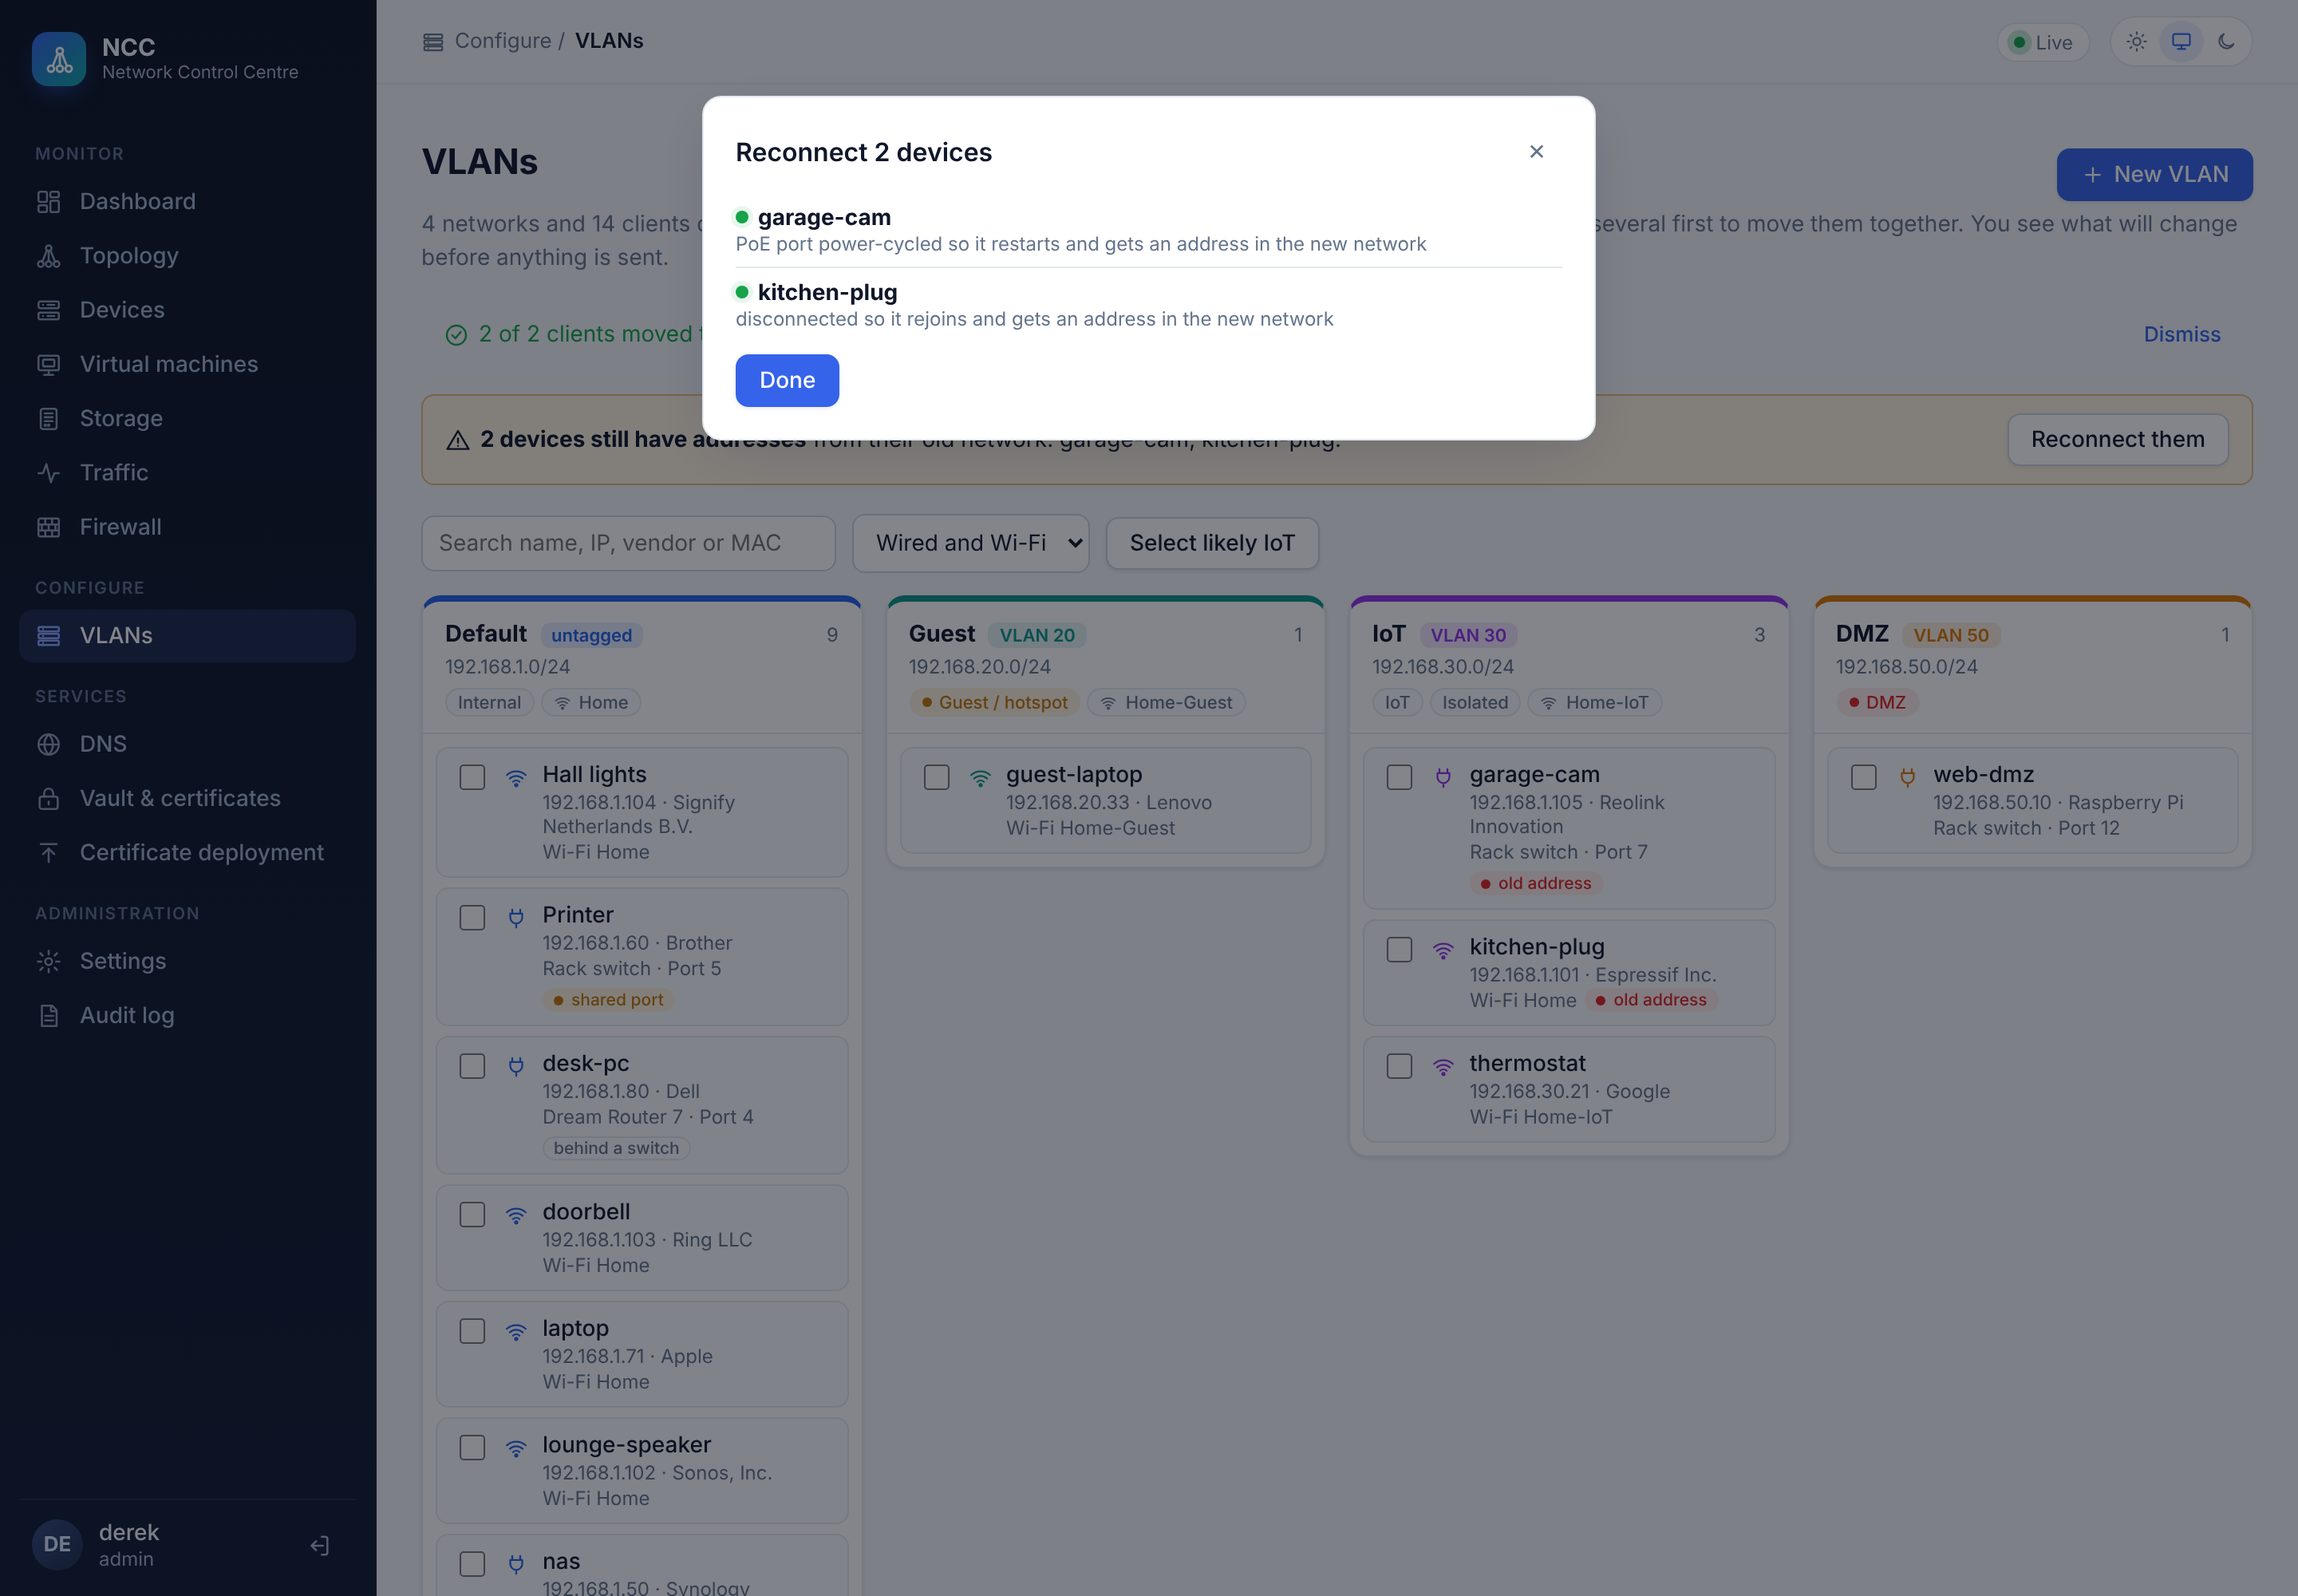 NCC
Network Control Centre
MONITOR
Dashboard
Topology
Devices
Virtual machines
Storage
Traffic
Firewall
CONFIGURE
VLANs
SERVICES
DNS
Vault & certificates
Certificate deployment
ADMINISTRATION
Settings
Audit log
DE
derek
admin
Configure / VLANs
Live
VLANs
New VLAN
4 networks and 14 clients
several first to move them together. You see what will change
before anything is sent.
2 of 2 clients moved
Dismiss
Reconnect 2 devices
garage-cam
PoE port power-cycled so it restarts and gets an address in the new network
kitchen-plug
disconnected so it rejoins and gets an address in the new network
Done
2 devices still have addresses from their old network: garage-cam, kitchen-plug.
Reconnect them
Search name, IP, vendor or MAC
Wired and Wi-Fi
Select likely IoT
Default untagged 9
192.168.1.0/24
Internal Home
Hall lights
192.168.1.104 · Signify
Netherlands B.V.
Wi-Fi Home
Printer
192.168.1.60 · Brother
Rack switch · Port 5
shared port
desk-pc
192.168.1.80 · Dell
Dream Router 7 · Port 4
behind a switch
doorbell
192.168.1.103 · Ring LLC
Wi-Fi Home
laptop
192.168.1.71 · Apple
Wi-Fi Home
lounge-speaker
192.168.1.102 · Sonos, Inc.
Wi-Fi Home
nas
192.168.1.50 · Synology
Guest VLAN 20 1
192.168.20.0/24
Guest / hotspot Home-Guest
guest-laptop
192.168.20.33 · Lenovo
Wi-Fi Home-Guest
IoT VLAN 30 3
192.168.30.0/24
IoT Isolated Home-IoT
garage-cam
192.168.1.105 · Reolink
Innovation
Rack switch · Port 7
old address
kitchen-plug
192.168.1.101 · Espressif Inc.
Wi-Fi Home old address
thermostat
192.168.30.21 · Google
Wi-Fi Home-IoT
DMZ VLAN 50 1
192.168.50.0/24
DMZ
web-dmz
192.168.50.10 · Raspberry Pi
Rack switch · Port 12